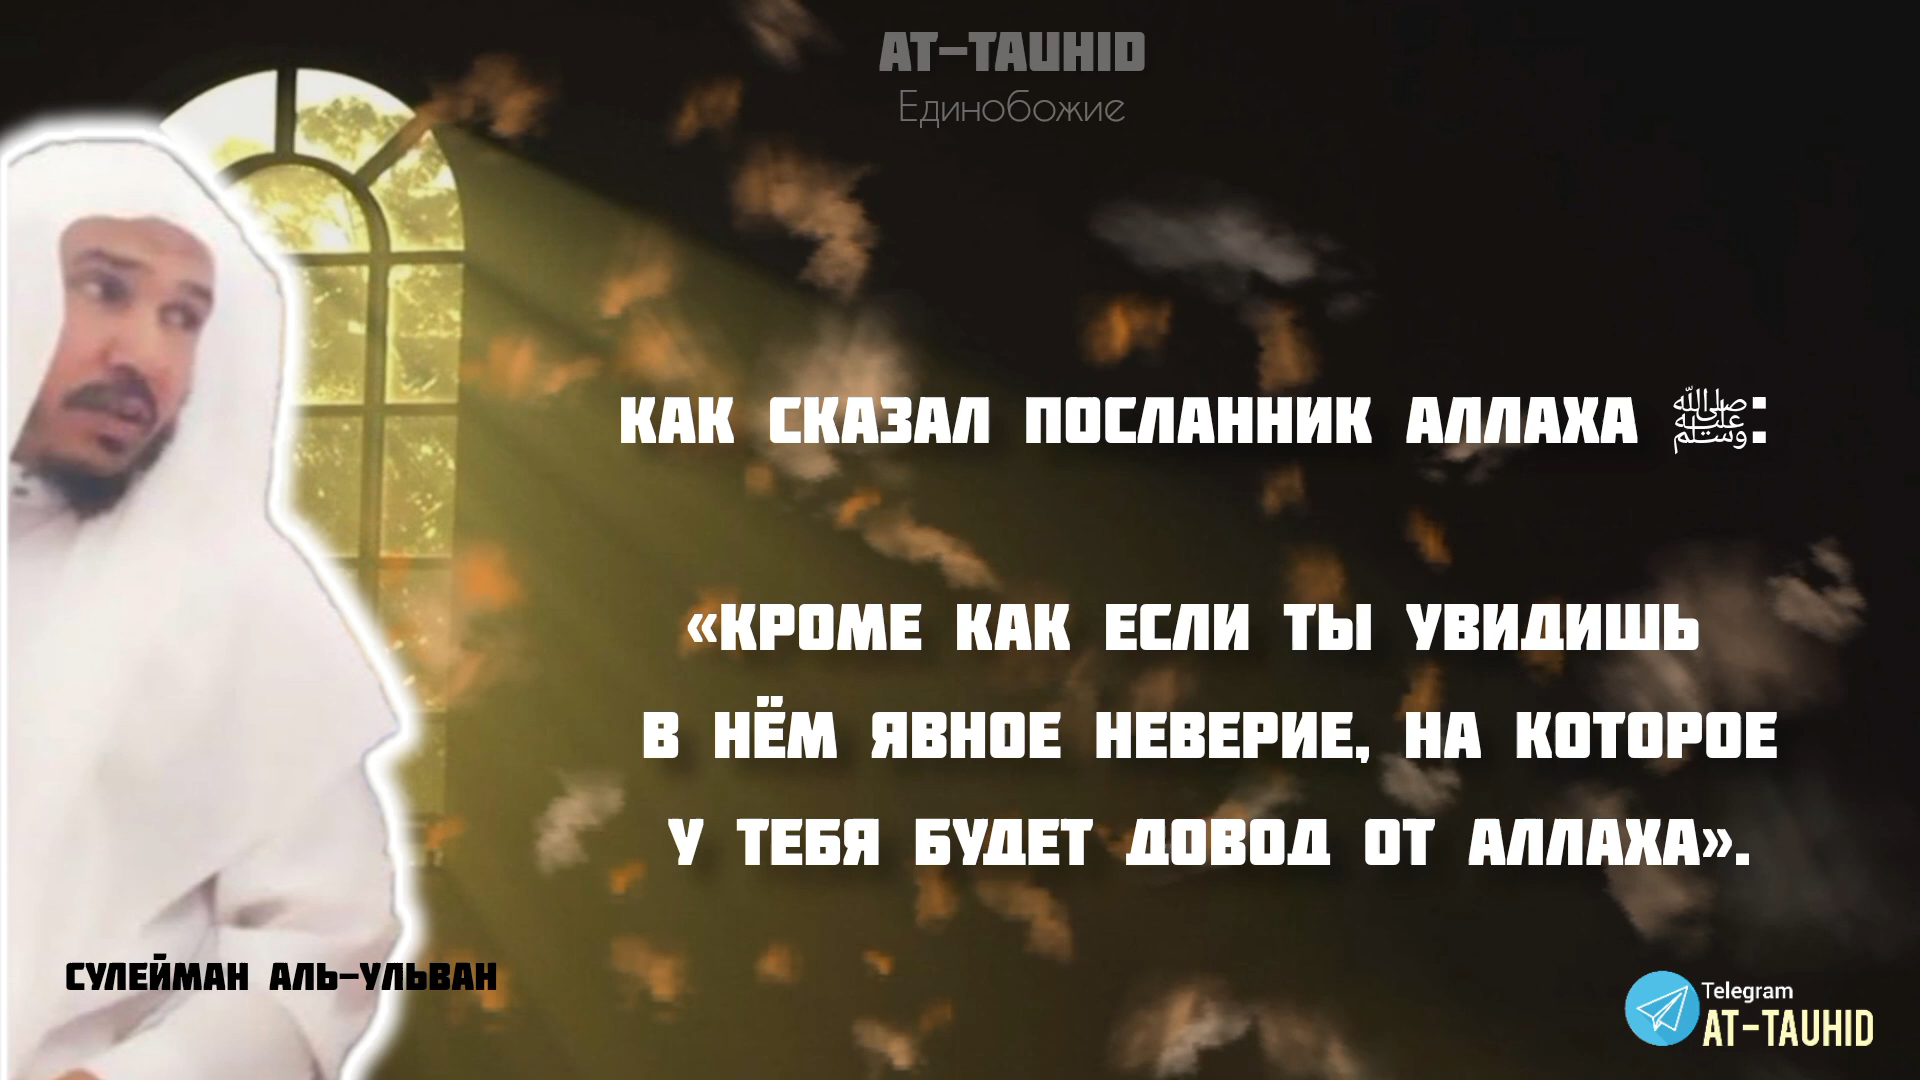 AT-TAUHID
Единобожие
КАК СКАЗАЛ ПОСЛАННИК АЛЛАХА ﷺ:
«КРОМЕ КАК ЕСЛИ ТЫ УВИДИШЬ
В НЁМ ЯВНОЕ НЕВЕРИЕ, НА КОТОРОЕ
У ТЕБЯ БУДЕТ ДОВОД ОТ АЛЛАХА».
СУЛЕЙМАН АЛЬ-УЛЬВАН
Telegram
AT-TAUHID